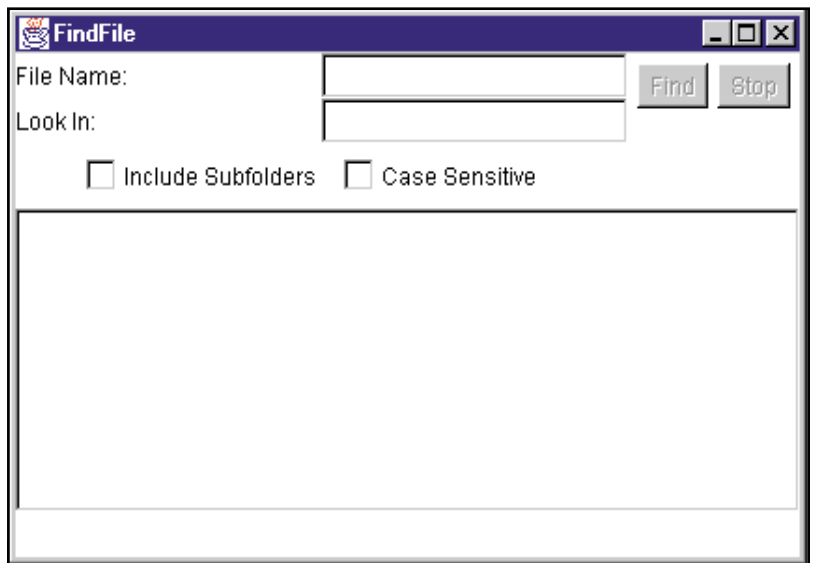 FindFile
File Name:
Find Stop
Look In:
Include Subfolders Case Sensitive